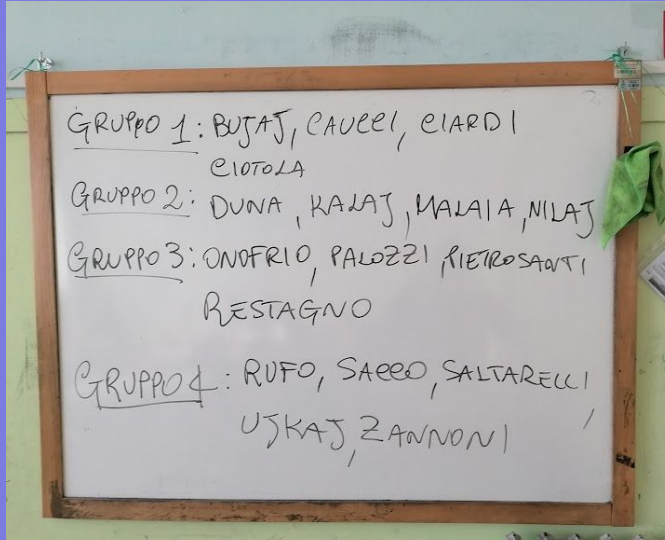 GRUPPO 1: BUJAJ, CAUCCI, CIARDI
CIOTOLA
GRUPPO 2: DUNA, KALAJ, MALAIA, NILAJ
GRUPPO 3: ONOFRIO, PALOZZI, PIETROSANTI
RESTAGNO
GRUPPO 4: RUFO, SACCO, SALTARELLI,
UJKAJ, ZANNONI